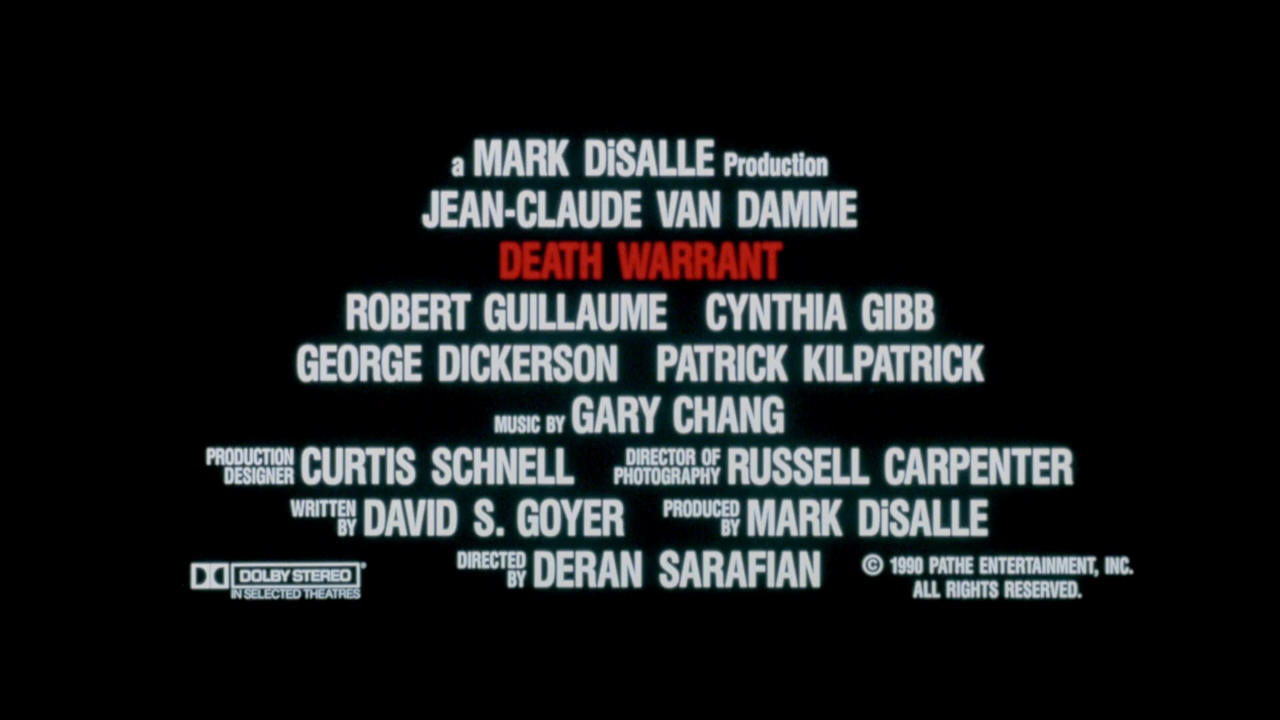 a MARK DiSALLE Production
JEAN-CLAUDE VAN DAMME
DEATH WARRANT
ROBERT GUILLAUME CYNTHIA GIBB
GEORGE DICKERSON PATRICK KILPATRICK
MUSIC BY GARY CHANG
PRODUCTION DESIGNER CURTIS SCHNELL DIRECTOR OF PHOTOGRAPHY RUSSELL CARPENTER
WRITTEN BY DAVID S. GOYER PRODUCED BY MARK DiSALLE
DIRECTED BY DERAN SARAFIAN
DOLBY STEREO®
IN SELECTED THEATRES
© 1990 PATHE ENTERTAINMENT, INC.
ALL RIGHTS RESERVED.